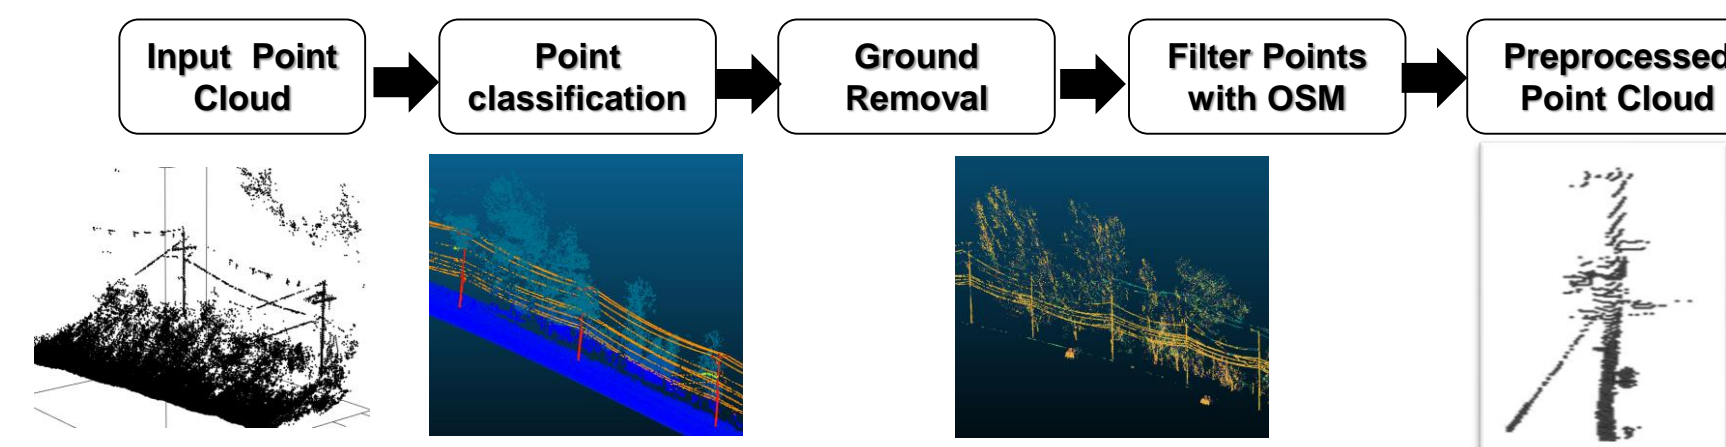 Input Point
Cloud
Point
classification
Ground
Removal
Filter Points
with OSM
Preprocessed
Point Cloud